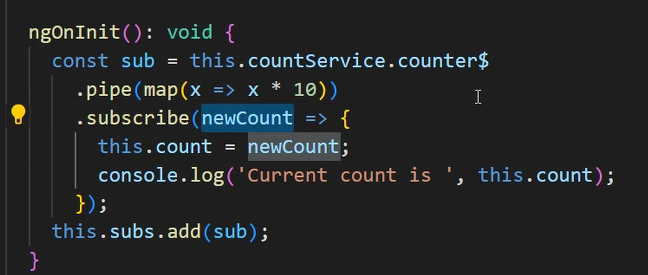 ngOnInit(): void {
const sub = this.countService.counter$
.pipe(map(x => x * 10))
.subscribe(newCount => {
this.count = newCount;
console.log('Current count is ', this.count);
});
this.subs.add(sub);
}